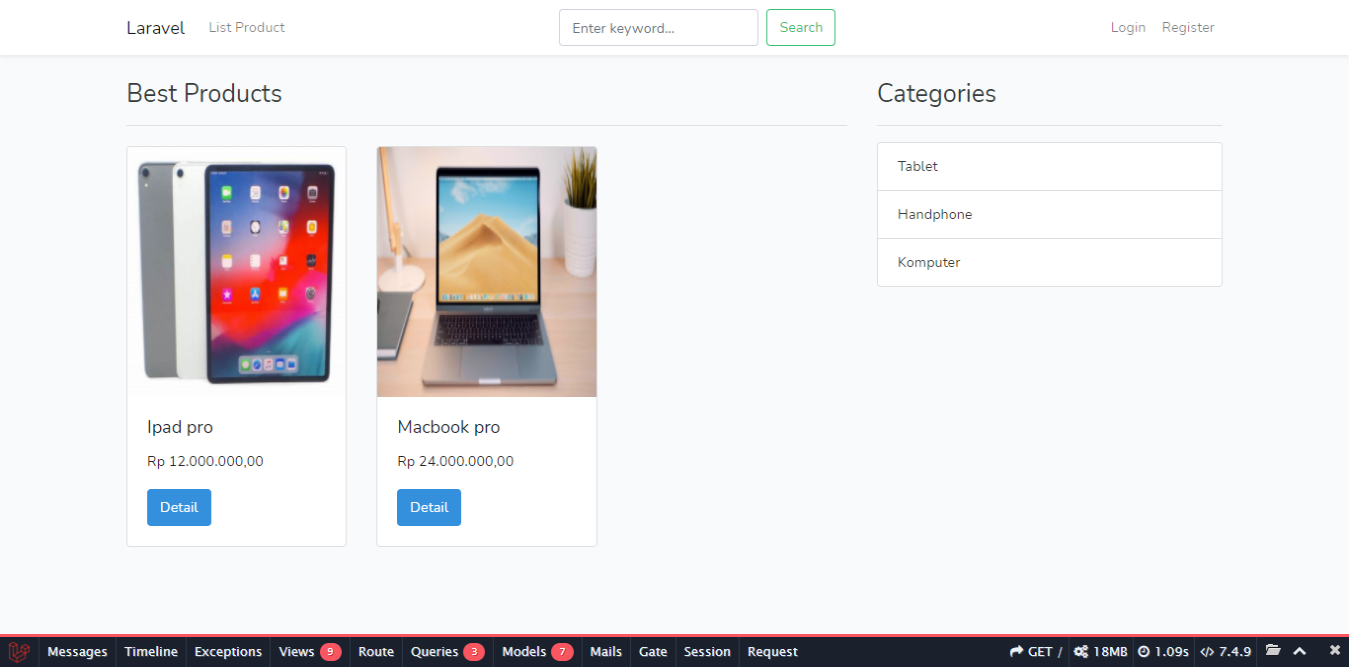 Laravel List Product Enter keyword... Search Login Register
Best Products
Categories
Tablet
Handphone
Komputer
Ipad pro
Rp 12.000.000,00
Detail
Macbook pro
Rp 24.000.000,00
Detail
Messages Timeline Exceptions Views 9 Route Queries 3 Models 7 Mails Gate Session Request GET / 18MB 1.09s 7.4.9